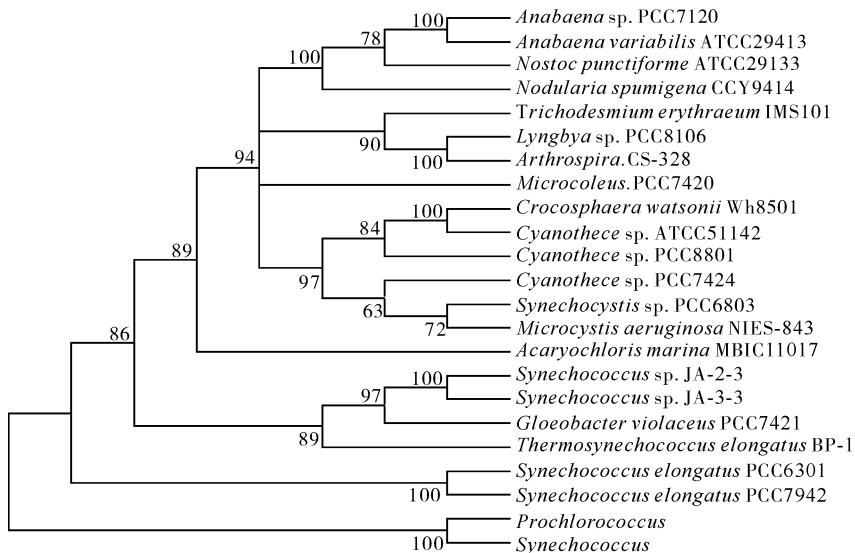 100
Anabaena sp. PCC7120
78
Anabaena variabilis ATCC29413
100
Nostoc punctiforme ATCC29133
Nodularia spumigena CCY9414
Trichodesmium erythraeum IMS101
90
Lyngbya sp. PCC8106
94
100
Arthrospira.CS-328
Microcoleus.PCC7420
100
Crocosphaera watsonii Wh8501
84
Cyanothece sp. ATCC51142
89
Cyanothece sp. PCC8801
97
Cyanothece sp. PCC7424
63
Synechocystis sp. PCC6803
86
72
Microcystis aeruginosa NIES-843
Acaryochloris marina MBIC11017
100
Synechococcus sp. JA-2-3
97
Synechococcus sp. JA-3-3
Gloeobacter violaceus PCC7421
89
Thermosynechococcus elongatus BP-1
Synechococcus elongatus PCC6301
100
Synechococcus elongatus PCC7942
Prochlorococcus
100
Synechococcus